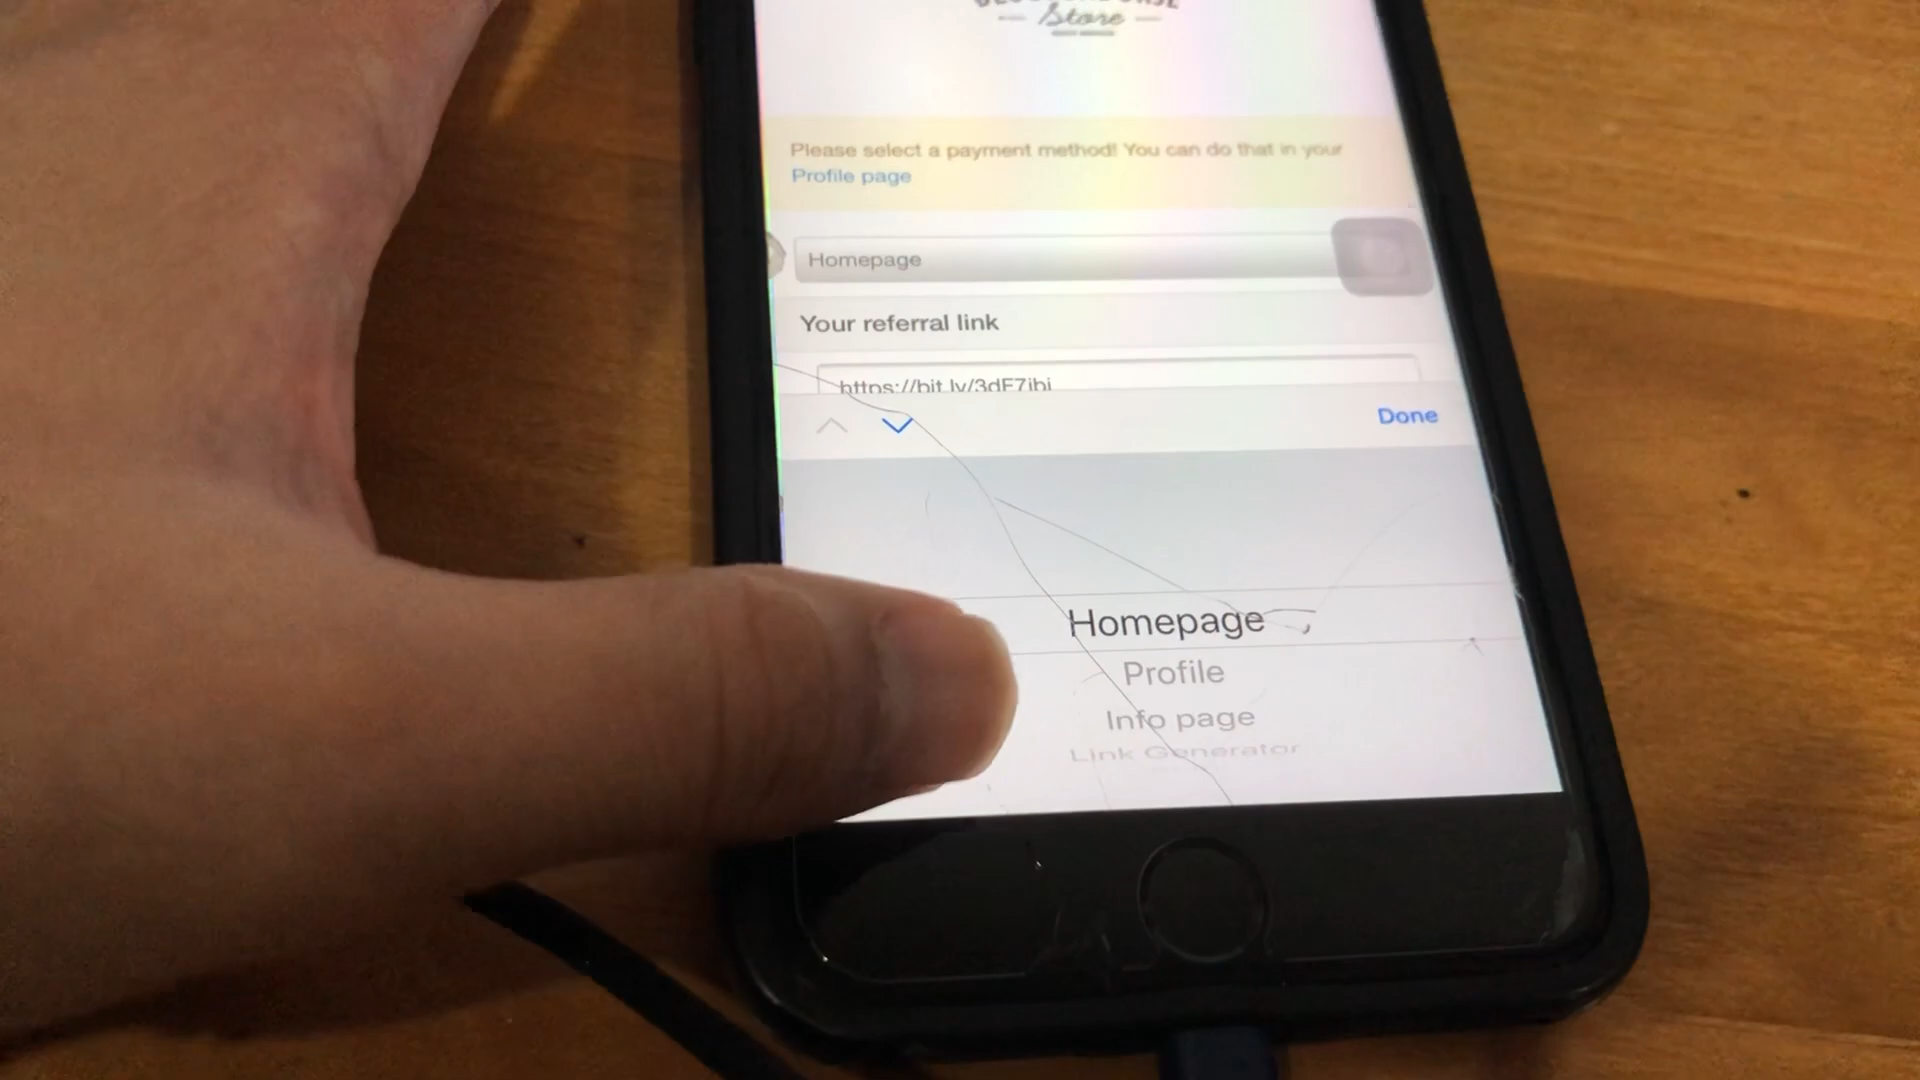 Store
Please select a payment method! You can do that in your
Profile page
Homepage
Your referral link
https://bit.ly/3dF7ibi
Done
Homepage
Profile
Info page
Link Generator